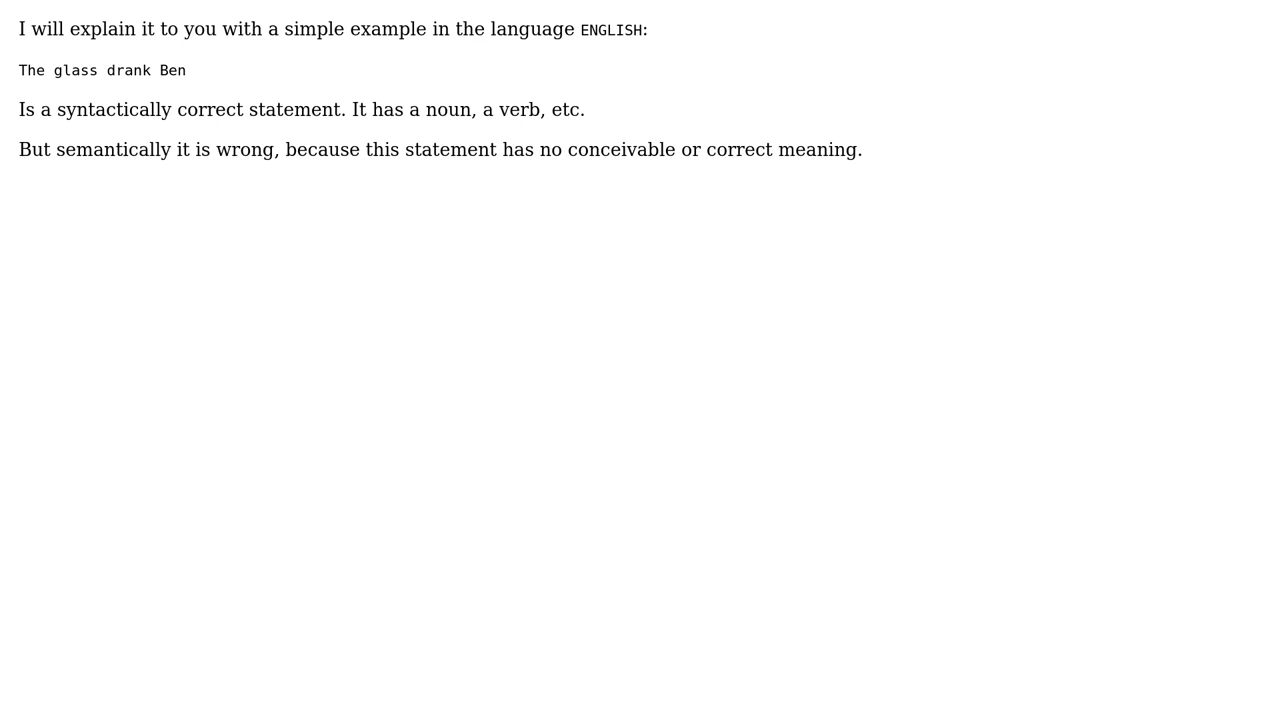 I will explain it to you with a simple example in the language ENGLISH:
The glass drank Ben
Is a syntactically correct statement. It has a noun, a verb, etc.
But semantically it is wrong, because this statement has no conceivable or correct meaning.